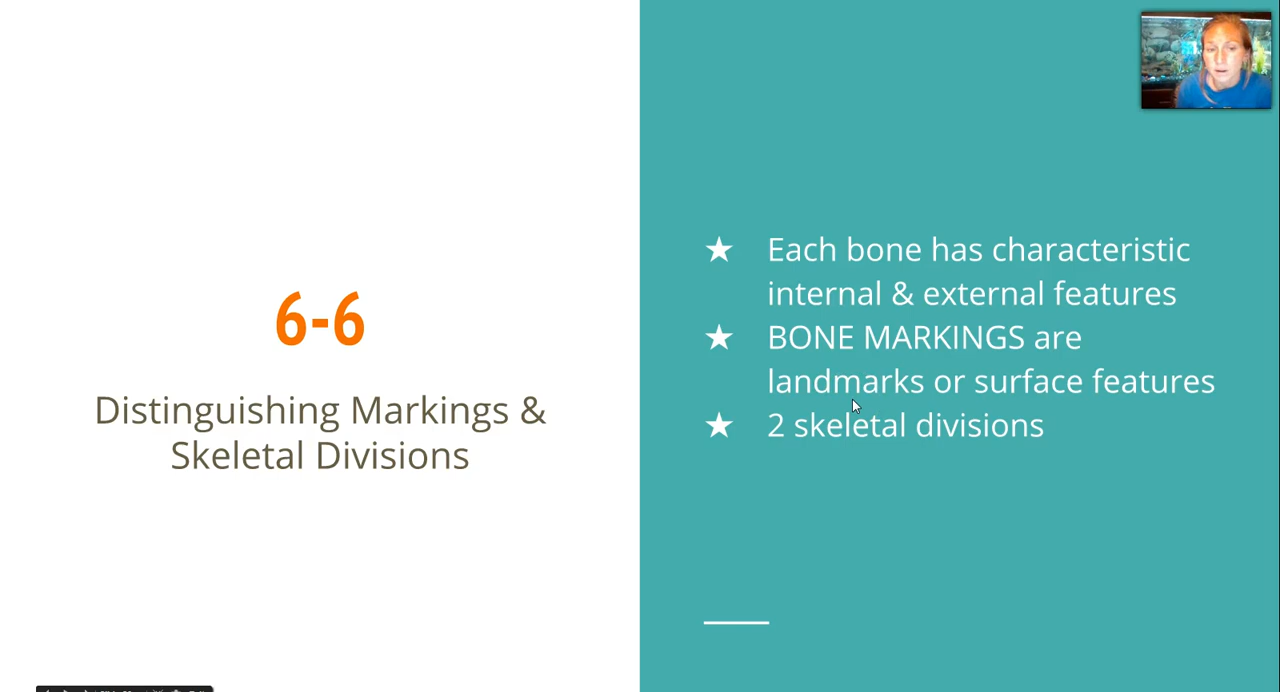 6-6
Distinguishing Markings &
Skeletal Divisions
★ Each bone has characteristic
internal & external features
★ BONE MARKINGS are
landmarks or surface features
★ 2 skeletal divisions